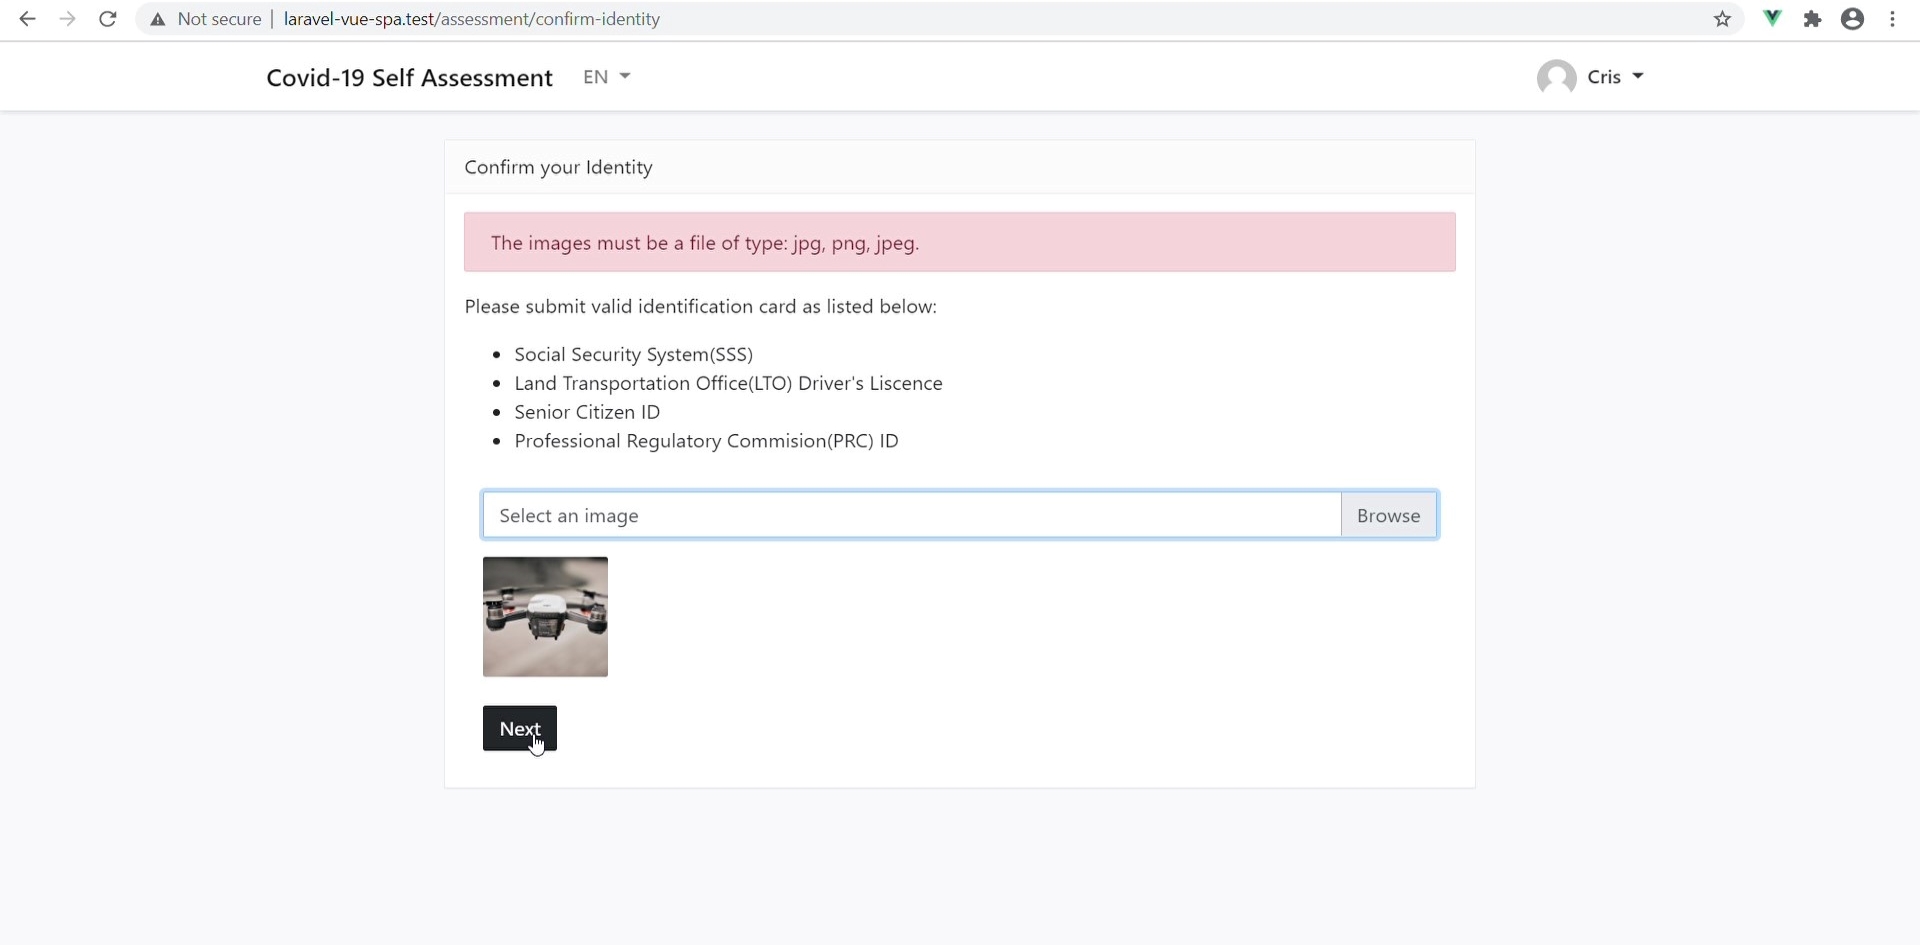 Not secure | laravel-vue-spa.test/assessment/confirm-identity
Covid-19 Self Assessment EN Cris
Confirm your Identity
The images must be a file of type: jpg, png, jpeg.
Please submit valid identification card as listed below:
Social Security System(SSS)
Land Transportation Office(LTO) Driver's Liscence
Senior Citizen ID
Professional Regulatory Commision(PRC) ID
Select an image Browse
Next